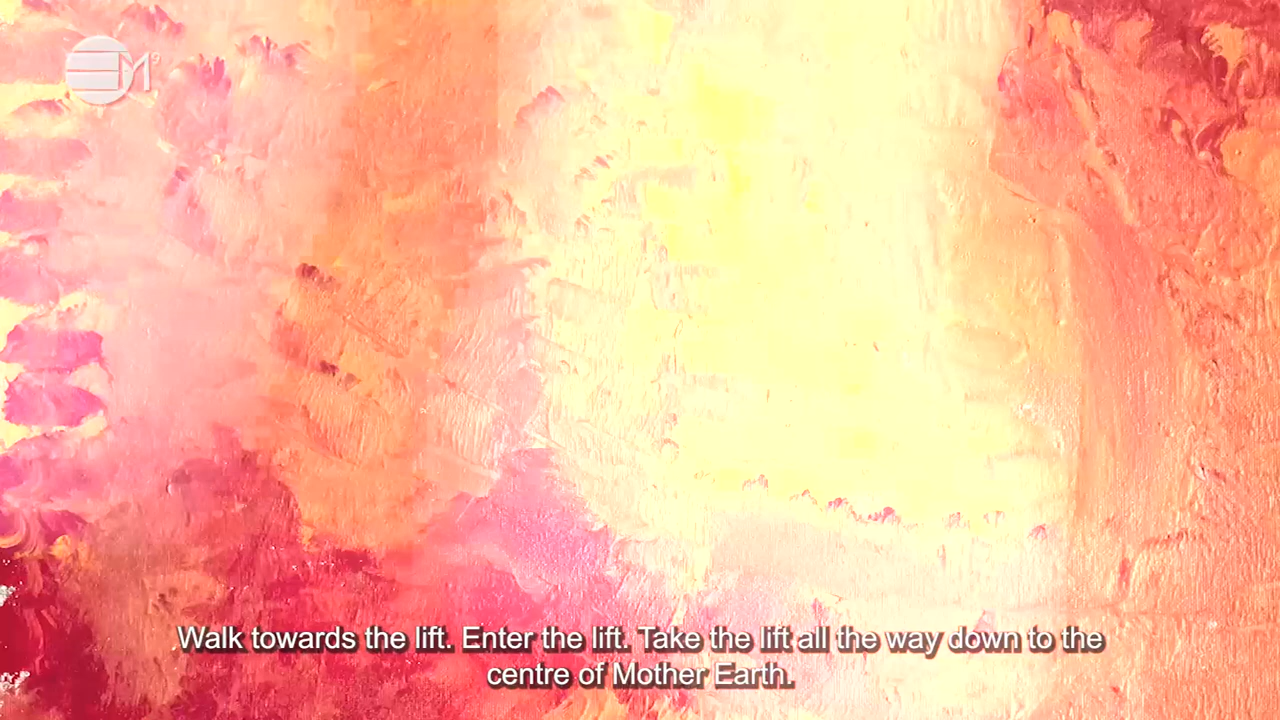 EM9
Walk towards the lift. Enter the lift. Take the lift all the way down to the
centre of Mother Earth.